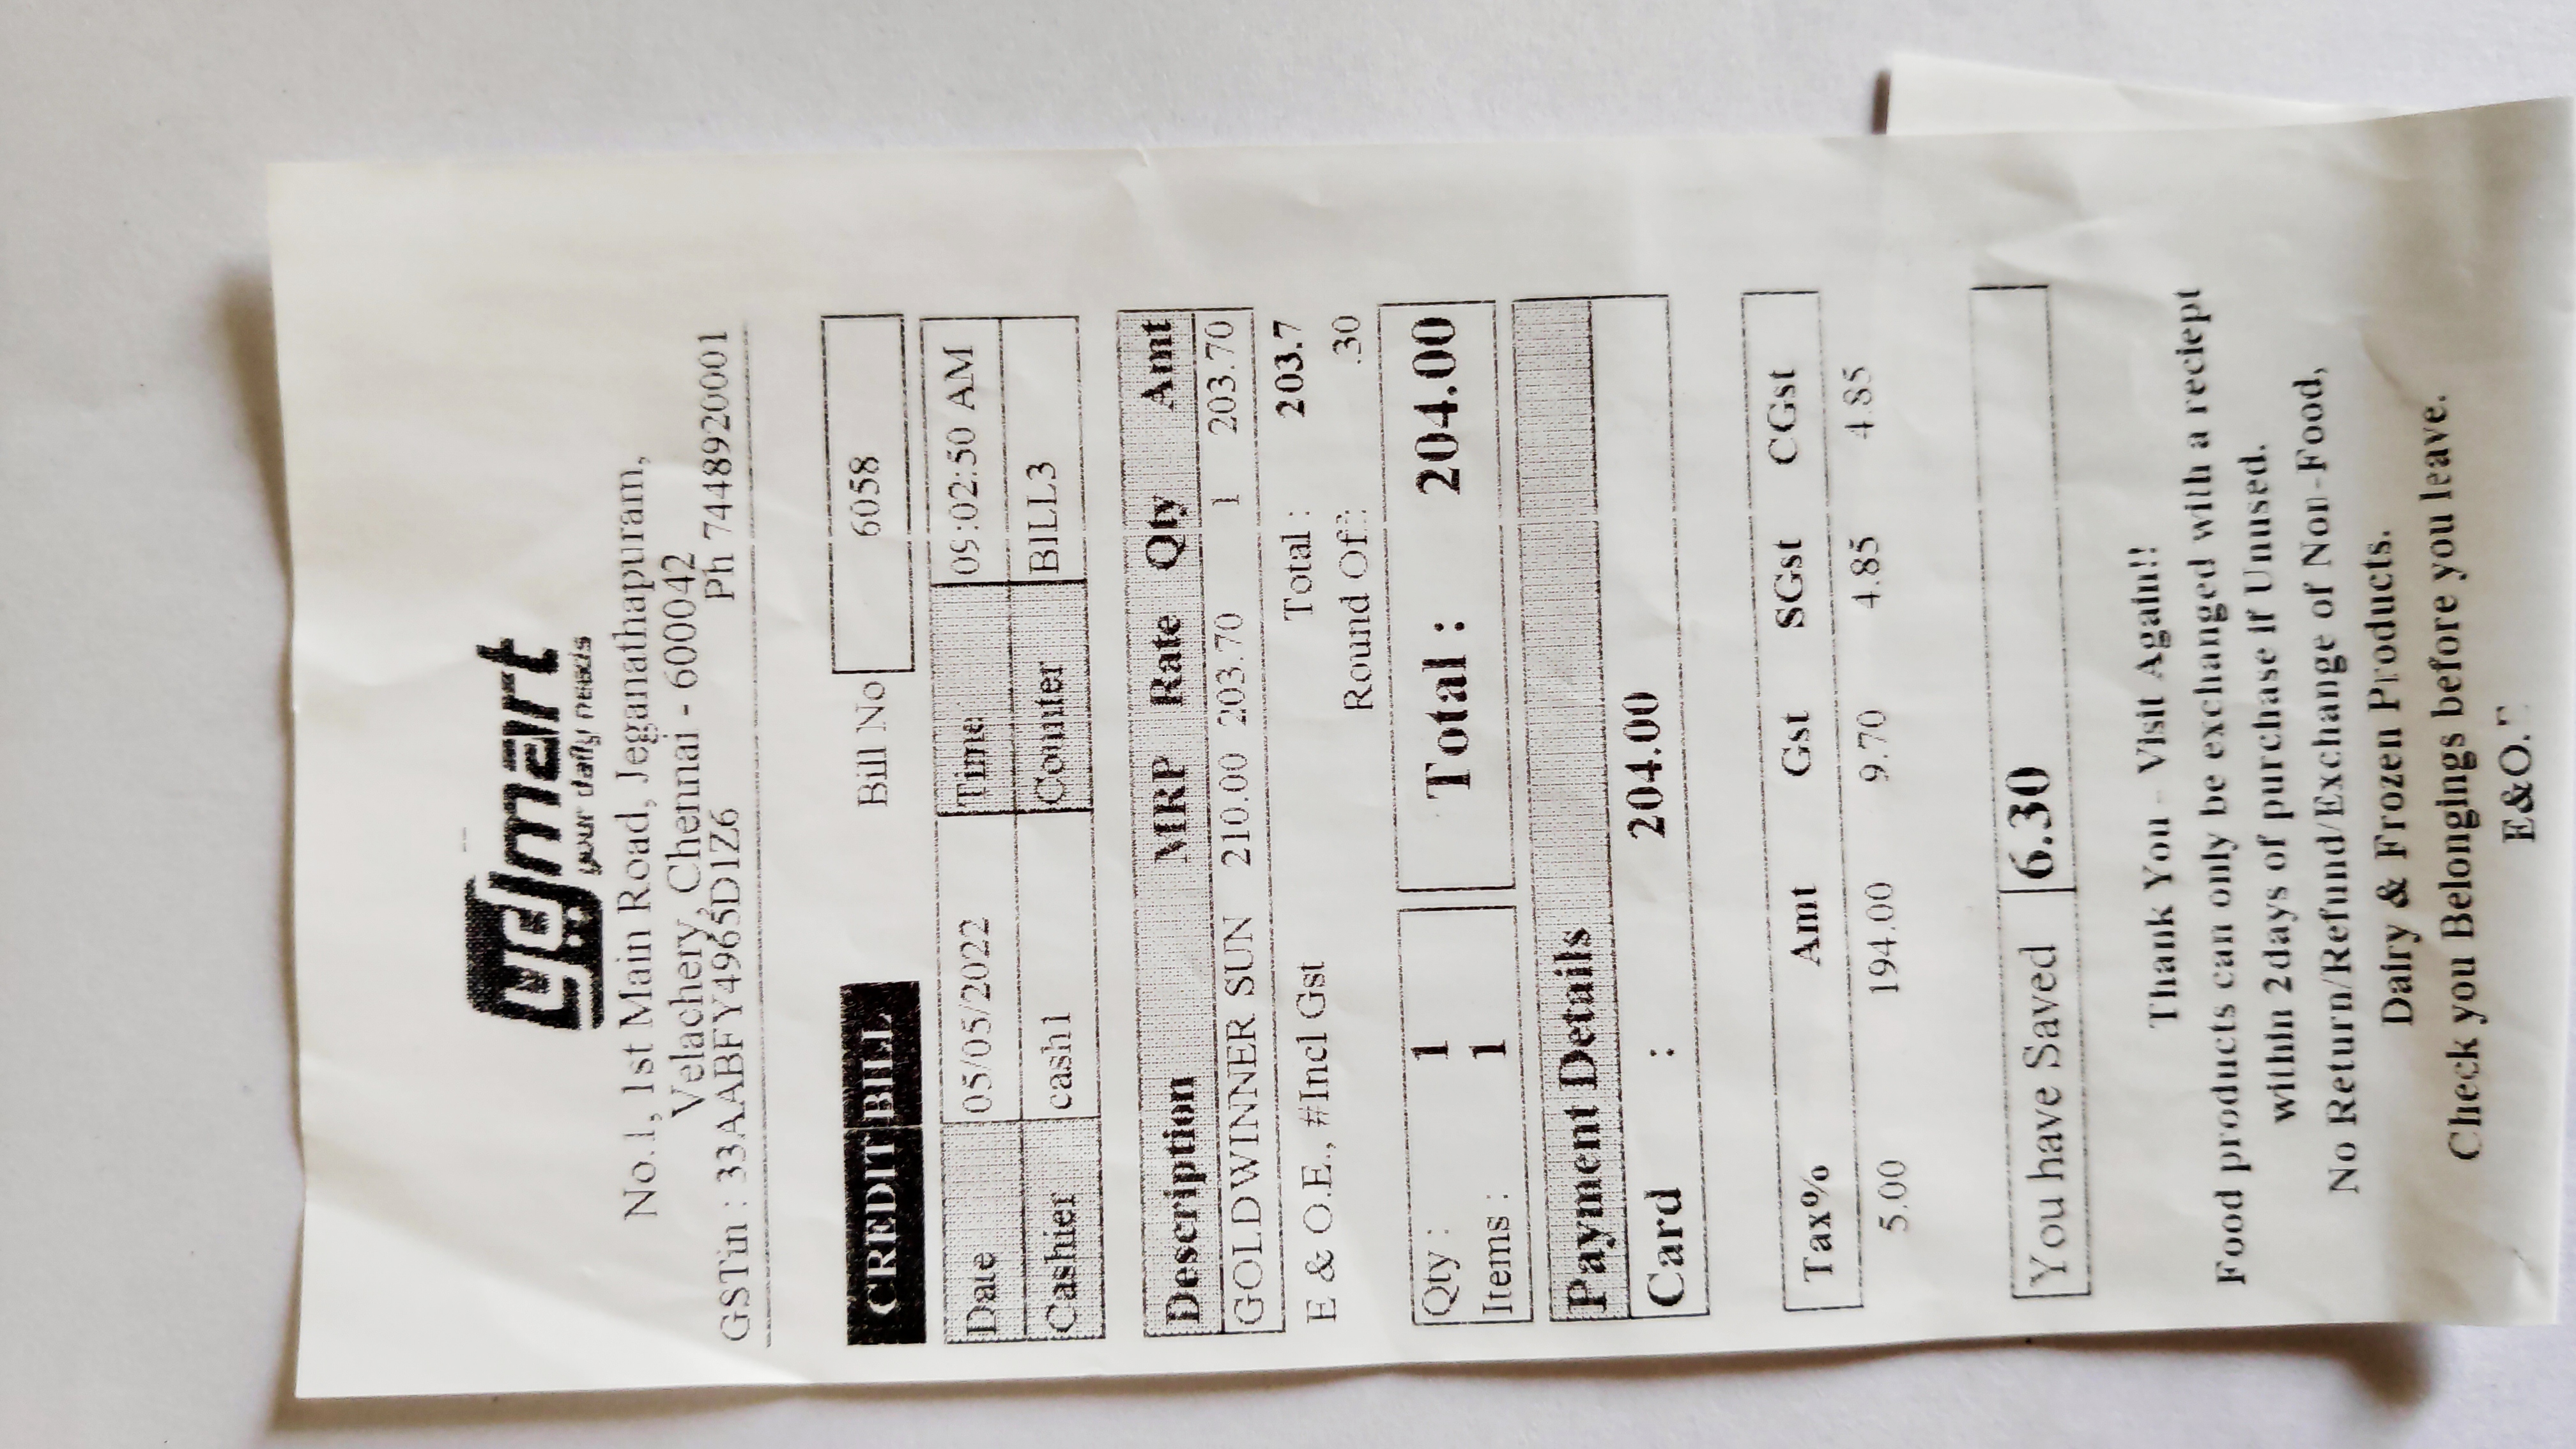 ydmart
your daily needs
No.1, 1st Main Road, Jeganathapuram,
Velachery, Chennai - 600042
GSTin : 33AABFY4965D1Z6 Ph 7448920001
CREDIT BILL Bill No 6058
Date 05/05/2022 Time 09:02:50 AM
Cashier cash1 Counter BILL3
Description MRP Rate Qty Amt
GOLDWINNER SUN 210.00 203.70 1 203.70
E & O.E., #Incl Gst Total : 203.7
Round Off: .30
Qty : 1
Items : 1
Total : 204.00
Payment Details
Card : 204.00
Tax% Amt Gst SGst CGst
5.00 194.00 9.70 4.85 4.85
You have Saved 6.30
Thank You - Visit Again!!
Food products can only be exchanged with a reciept
within 2days of purchase if Unused.
No Return/Refund/Exchange of Non-Food,
Dairy & Frozen Products.
Check you Belongings before you leave.